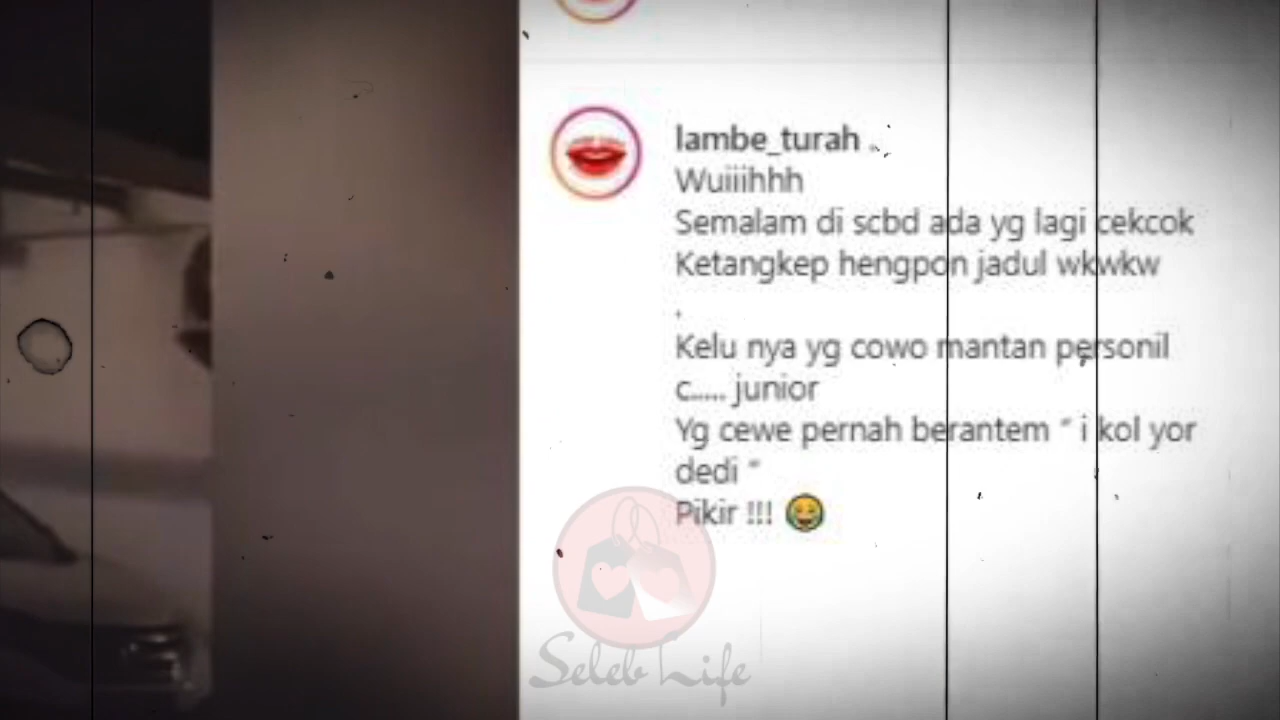 lambe_turah
Wuiiihhh
Semalam di scbd ada yg lagi cekcok
Ketangkep hengpon jadul wkwkw
.
Kelu nya yg cowo mantan personil
c..... junior
Yg cewe pernah berantem " i kol yor
dedi "
Pikir !!! 😂
Seleb Life